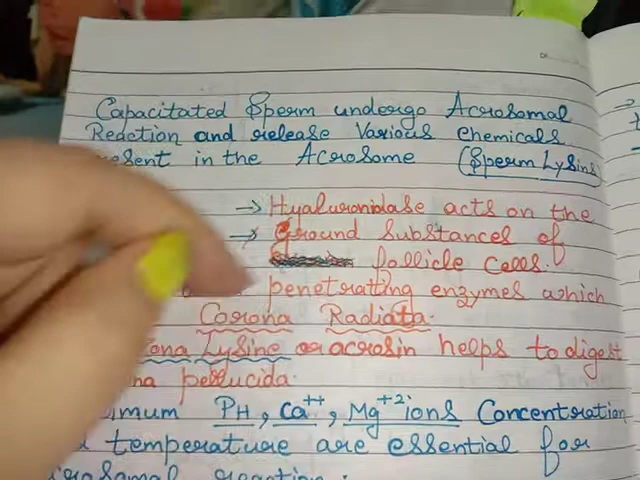 Capacitated Sperm undergo Acrosomal
Reaction and release Various Chemicals
in the Acrosome (Sperm Lysins
→ Hyaluronidase acts on the
→ Ground Substances of
follicle cells.
penetrating enzymes which
Corona Radiata.
Lysine or acrosin helps to digest
pellucida.
PH, Ca++, Mg+2 ions Concentration
temperature are essential for
reaction.